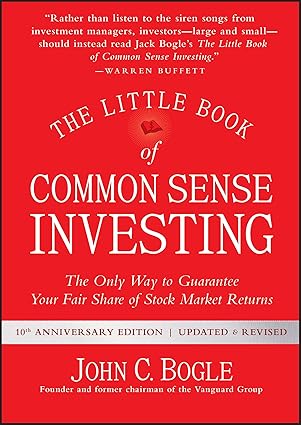 “Rather than listen to the siren songs from
investment managers, investors—large and small—
should instead read Jack Bogle's The Little Book
of Common Sense Investing.”
—WARREN BUFFETT
THE LITTLE BOOK
of
COMMON SENSE
INVESTING
The Only Way to Guarantee
Your Fair Share of Stock Market Returns
10th ANNIVERSARY EDITION | UPDATED & REVISED
JOHN C. BOGLE
Founder and former chairman of the Vanguard Group